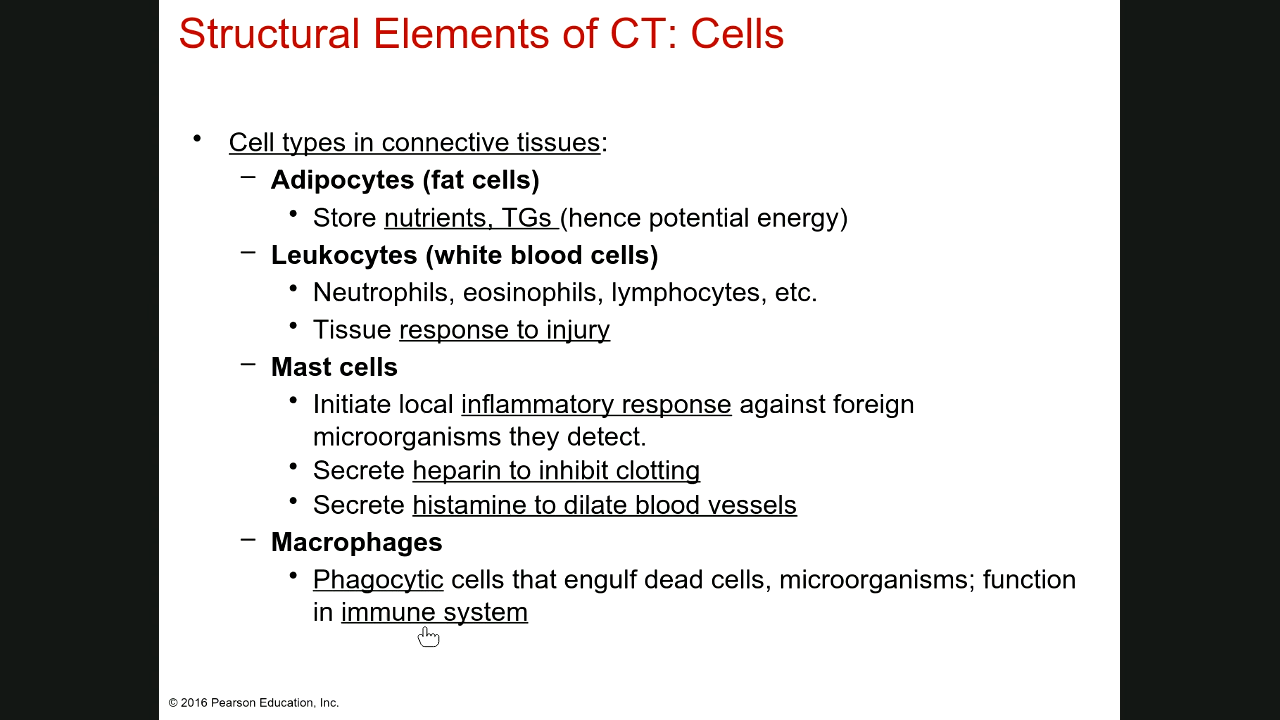 Structural Elements of CT: Cells
• Cell types in connective tissues:
– Adipocytes (fat cells)
• Store nutrients, TGs (hence potential energy)
– Leukocytes (white blood cells)
• Neutrophils, eosinophils, lymphocytes, etc.
• Tissue response to injury
– Mast cells
• Initiate local inflammatory response against foreign
microorganisms they detect.
• Secrete heparin to inhibit clotting
• Secrete histamine to dilate blood vessels
– Macrophages
• Phagocytic cells that engulf dead cells, microorganisms; function
in immune system
© 2016 Pearson Education, Inc.